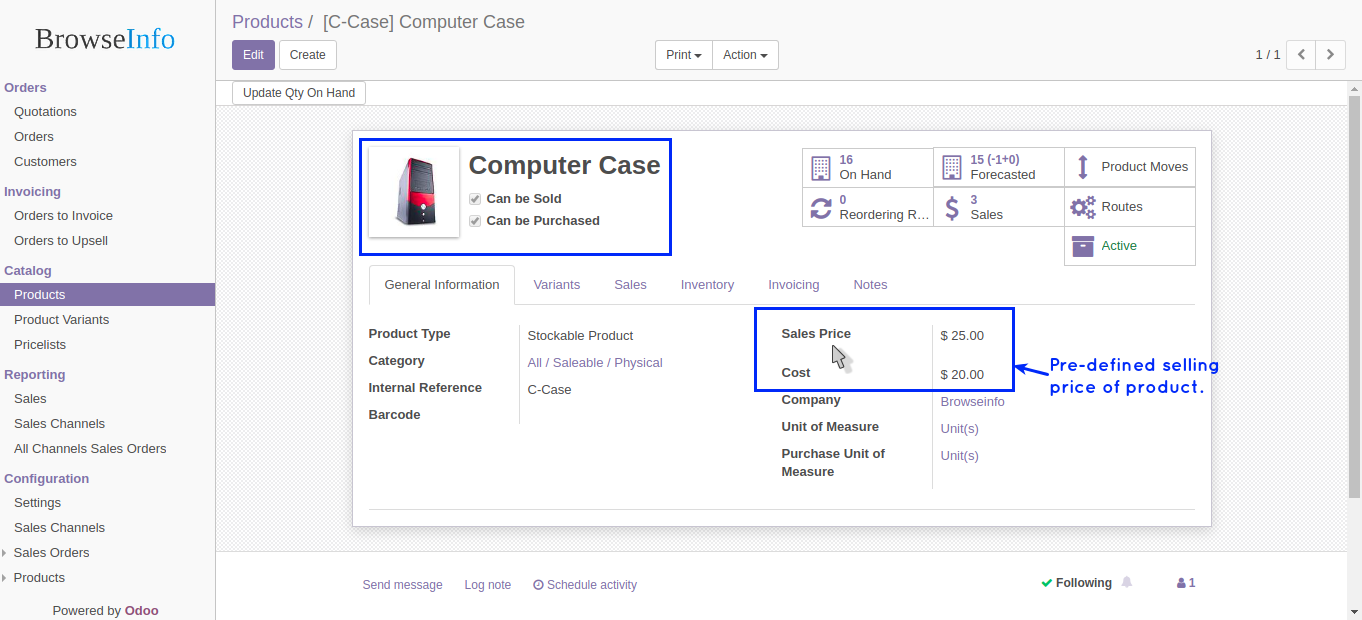 BrowseInfo
Orders
Quotations
Orders
Customers
Invoicing
Orders to Invoice
Orders to Upsell
Catalog
Products
Product Variants
Pricelists
Reporting
Sales
Sales Channels
All Channels Sales Orders
Configuration
Settings
Sales Channels
Sales Orders
Products
Powered by Odoo
Products / [C-Case] Computer Case
Edit Create Print Action 1 / 1
Update Qty On Hand
Computer Case
Can be Sold
Can be Purchased
16
On Hand
15 (-1+0)
Forecasted
Product Moves
0
Reordering R...
3
Sales
Routes
Active
General Information Variants Sales Inventory Invoicing Notes
Product Type Stockable Product
Category All / Saleable / Physical
Internal Reference C-Case
Barcode
Sales Price $ 25.00
Cost $ 20.00
Company Browseinfo
Unit of Measure Unit(s)
Purchase Unit of Unit(s)
Measure
Pre-defined selling
price of product.
Send message Log note Schedule activity
Following 1